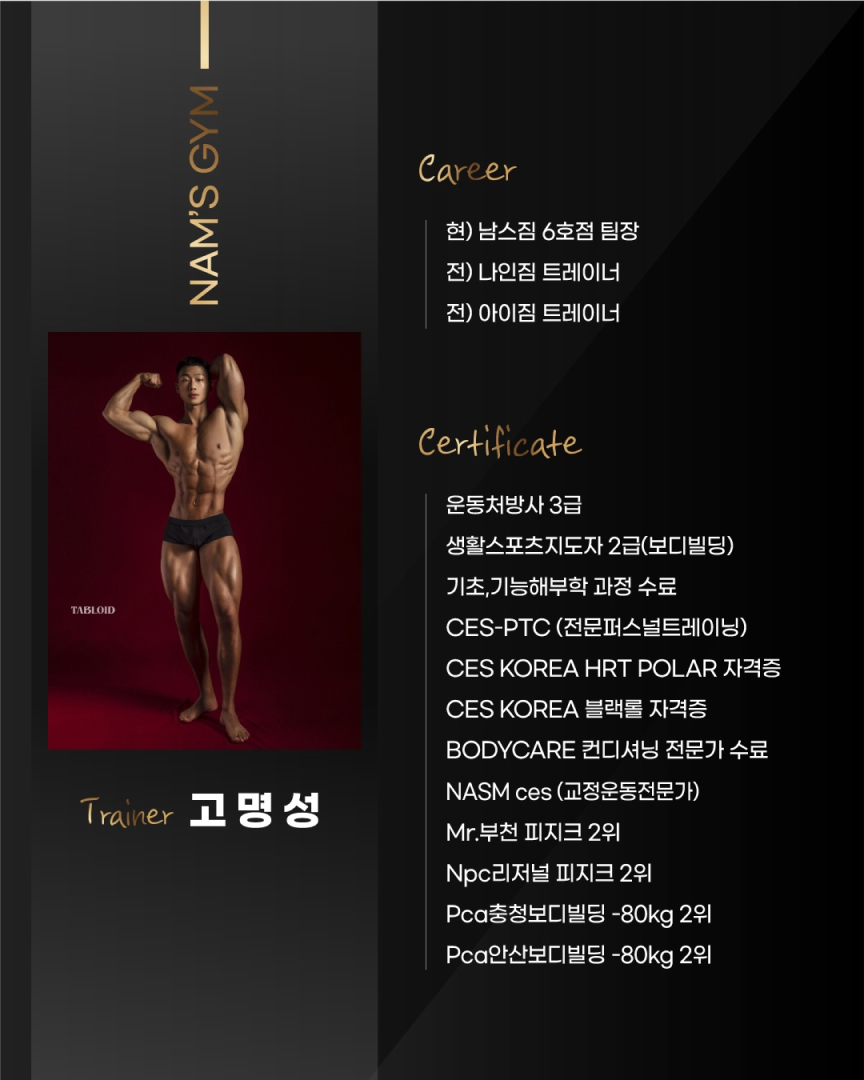 NAM'S GYM
TABLOID
Trainer 고명성
Career
현) 남스짐 6호점 팀장
전) 나인짐 트레이너
전) 아이짐 트레이너
Certificate
운동처방사 3급
생활스포츠지도자 2급(보디빌딩)
기초,기능해부학 과정 수료
CES-PTC (전문퍼스널트레이닝)
CES KOREA HRT POLAR 자격증
CES KOREA 블랙롤 자격증
BODYCARE 컨디셔닝 전문가 수료
NASM ces (교정운동전문가)
Mr.부천 피지크 2위
Npc리저널 피지크 2위
Pca충청보디빌딩 -80kg 2위
Pca안산보디빌딩 -80kg 2위